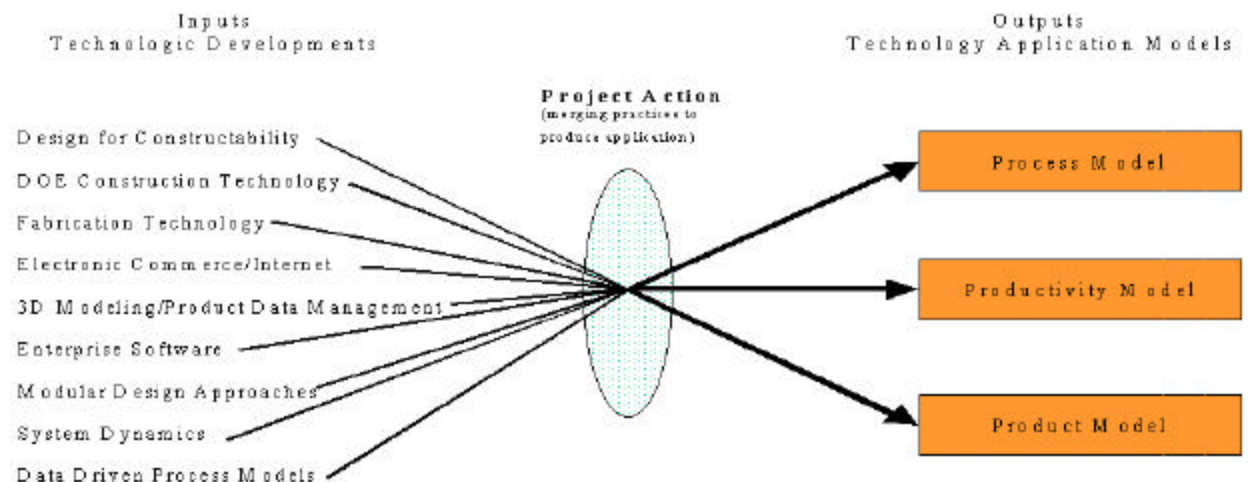 Inputs
Technologic Developments
Outputs
Technology Application Models
Project Action
(merging practices to
produce application)
Design for Constructability
DOE Construction Technology
Fabrication Technology
Electronic Commerce/Internet
3D Modeling/Product Data Management
Enterprise Software
Modular Design Approaches
System Dynamics
Data Driven Process Models
Process Model
Productivity Model
Product Model